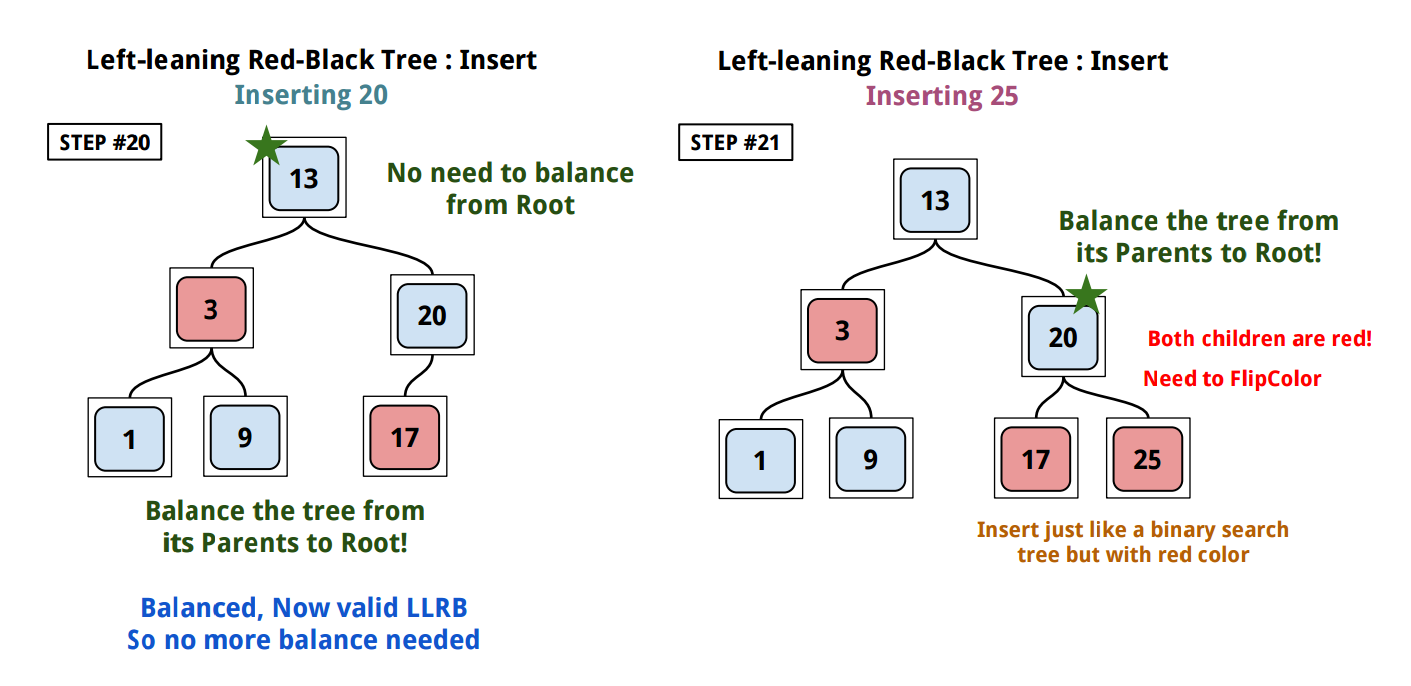 Left-leaning Red-Black Tree : Insert
Inserting 20
STEP #20
13
No need to balance
from Root
3
20
1
9
17
Balance the tree from
its Parents to Root!
Balanced, Now valid LLRB
So no more balance needed
Left-leaning Red-Black Tree : Insert
Inserting 25
STEP #21
13
Balance the tree from
its Parents to Root!
3
20
Both children are red!
Need to FlipColor
1
9
17
25
Insert just like a binary search
tree but with red color